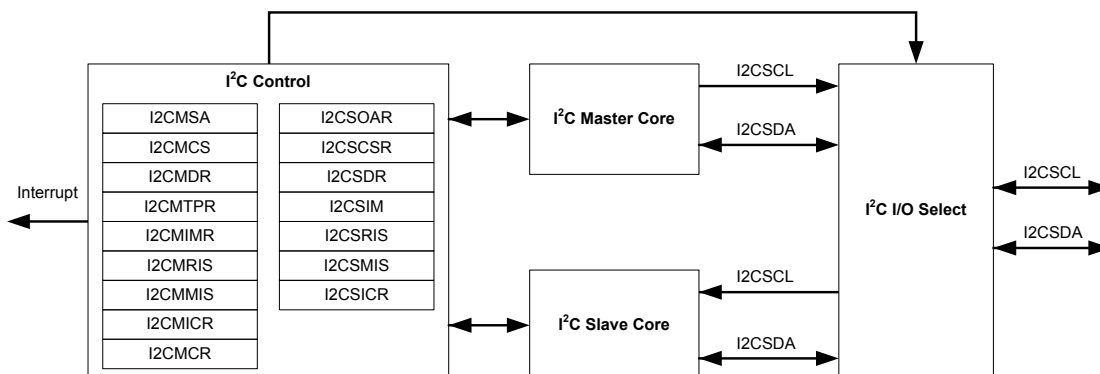 I²C Control
I2CMSA
I2CMCS
I2CMDR
I2CMTPR
I2CMIMR
I2CMRIS
I2CMMIS
I2CMICR
I2CMCR
I2CSOAR
I2CSCSR
I2CSDR
I2CSIM
I2CSRIS
I2CSMIS
I2CSICR
Interrupt
I²C Master Core
I2CSCL
I2CSDA
I²C Slave Core
I2CSCL
I2CSDA
I²C I/O Select
I2CSCL
I2CSDA